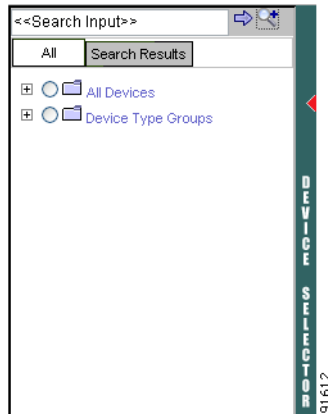 <<Search Input>>
All
Search Results
All Devices
Device Type Groups
DEVICE SELECTOR
91612